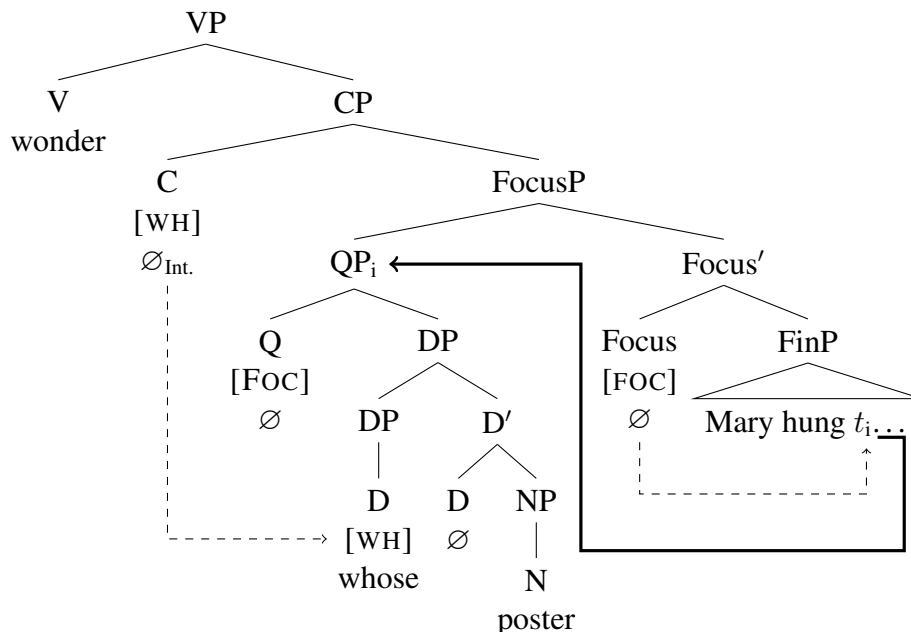 VP
V CP
wonder
C FocusP
[WH]
∅Int. QPi Focus′
Q DP Focus FinP
[FOC] [FOC]
∅ DP D′ ∅ Mary hung ti…
D D NP
[WH] ∅
whose N
poster